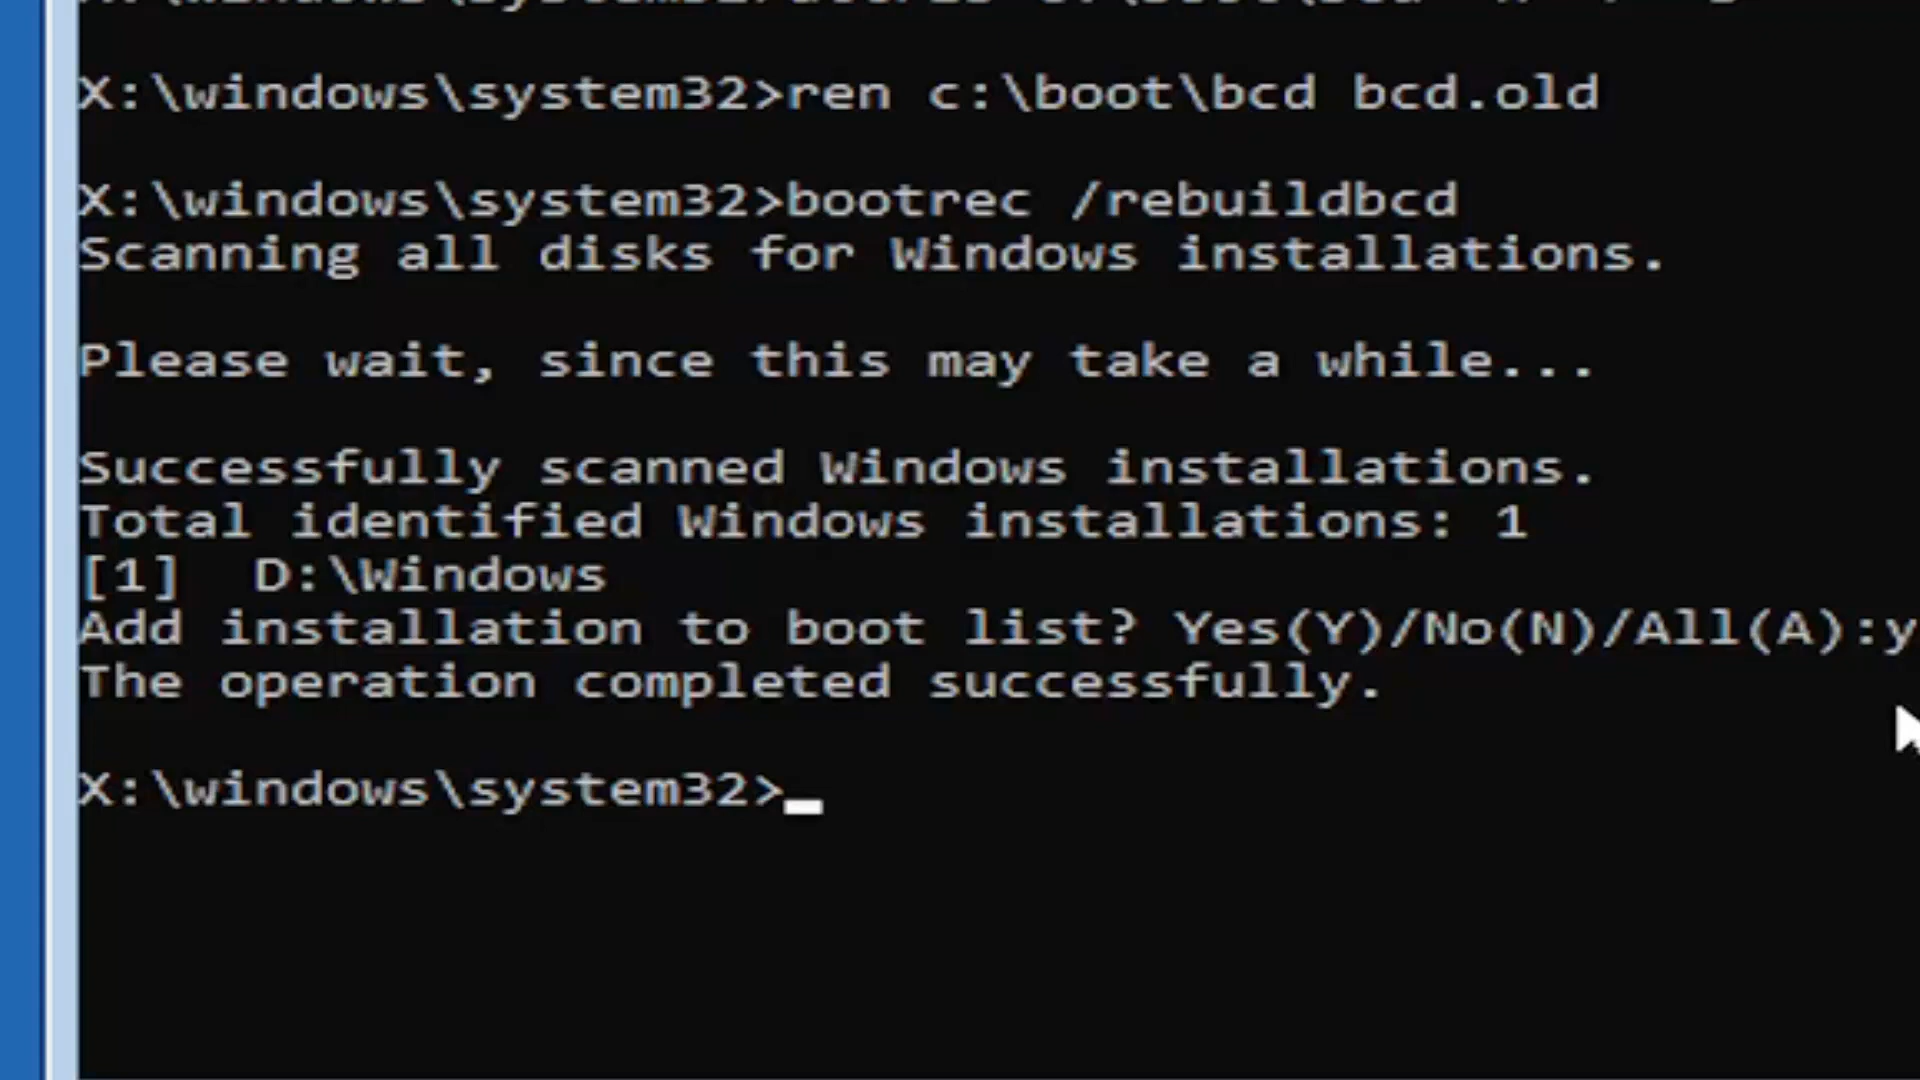 X:\windows\system32>ren c:\boot\bcd bcd.old
X:\windows\system32>bootrec /rebuildbcd
Scanning all disks for Windows installations.
Please wait, since this may take a while...
Successfully scanned Windows installations.
Total identified Windows installations: 1
[1]  D:\Windows
Add installation to boot list? Yes(Y)/No(N)/All(A):y
The operation completed successfully.
X:\windows\system32>